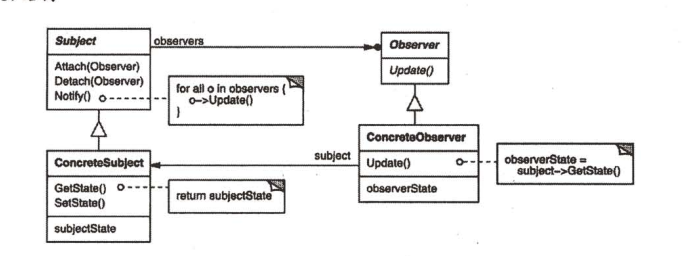 Subject
observers
Observer
Attach(Observer)
Detach(Observer)
Notify()
Update()
for all o in observers {
o->Update()
}
ConcreteSubject
subject
ConcreteObserver
GetState()
SetState()
return subjectState
Update()
observerState =
subject->GetState()
subjectState
observerState